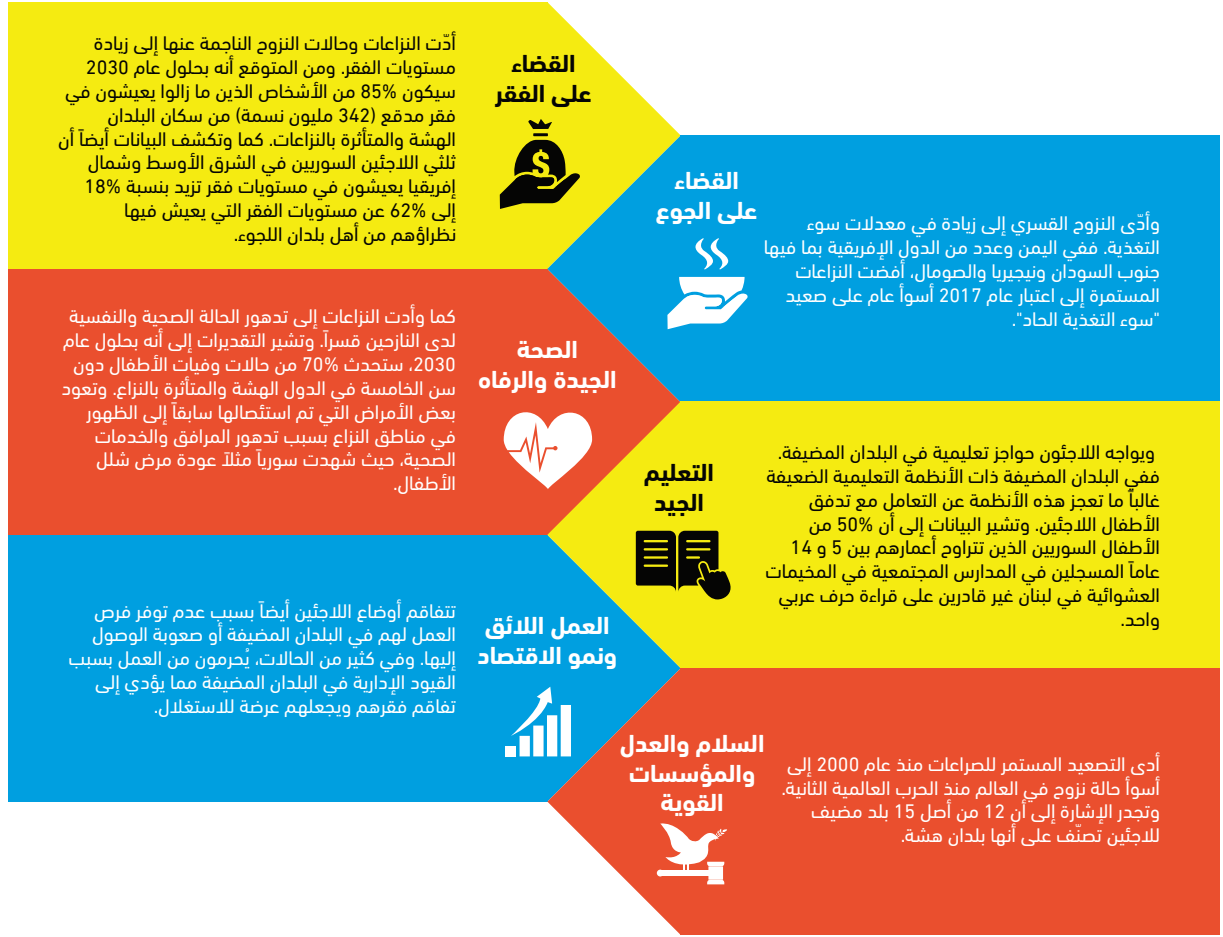 القضاء
على الفقر
أدّت النزاعات وحالات النزوح الناجمة عنها إلى زيادة
مستويات الفقر. ومن المتوقع أنه بحلول عام 2030
سيكون 85% من الأشخاص الذين ما زالوا يعيشون في
فقر مدقع (342 مليون نسمة) من سكان البلدان
الهشة والمتأثرة بالنزاعات. كما وتكشف البيانات أيضاً أن
ثلثي اللاجئين السوريين في الشرق الأوسط وشمال
إفريقيا يعيشون في مستويات فقر تزيد بنسبة 18%
إلى 62% عن مستويات الفقر التي يعيش فيها
نظراؤهم من أهل بلدان اللجوء.
القضاء
على الجوع
وأدّى النزوح القسري إلى زيادة في معدلات سوء
التغذية. ففي اليمن وعدد من الدول الإفريقية بما فيها
جنوب السودان ونيجيريا والصومال، أفضت النزاعات
المستمرة إلى اعتبار عام 2017 أسوأ عام على صعيد
"سوء التغذية الحاد".
الصحة
الجيدة والرفاه
كما وأدت النزاعات إلى تدهور الحالة الصحية والنفسية
لدى النازحين قسراً. وتشير التقديرات إلى أنه بحلول عام
2030، ستحدث 70% من حالات وفيات الأطفال دون
سن الخامسة في الدول الهشة والمتأثرة بالنزاع. وتعود
بعض الأمراض التي تم استئصالها سابقاً إلى الظهور
في مناطق النزاع بسبب تدهور المرافق والخدمات
الصحية، حيث شهدت سورياً مثلاً عودة مرض شلل
الأطفال.
التعليم
الجيد
ويواجه اللاجئون حواجز تعليمية في البلدان المضيفة.
ففي البلدان المضيفة ذات الأنظمة التعليمية الضعيفة
غالباً ما تعجز هذه الأنظمة عن التعامل مع تدفق
الأطفال اللاجئين. وتشير البيانات إلى أن 50% من
الأطفال السوريين الذين تتراوح أعمارهم بين 5 و 14
عاماً المسجلين في المدارس المجتمعية في المخيمات
العشوائية في لبنان غير قادرين على قراءة حرف عربي
واحد.
العمل اللائق
ونمو الاقتصاد
تتفاقم أوضاع اللاجئين أيضاً بسبب عدم توفر فرص
العمل لهم في البلدان المضيفة أو صعوبة الوصول
إليها. وفي كثير من الحالات، يُحرمون من العمل بسبب
القيود الإدارية في البلدان المضيفة مما يؤدي إلى
تفاقم فقرهم ويجعلهم عرضة للاستغلال.
السلام والعدل
والمؤسسات
القوية
أدى التصعيد المستمر للصراعات منذ عام 2000 إلى
أسوأ حالة نزوح في العالم منذ الحرب العالمية الثانية.
وتجدر الإشارة إلى أن 12 من أصل 15 بلد مضيف
للاجئين تصنّف على أنها بلدان هشة.